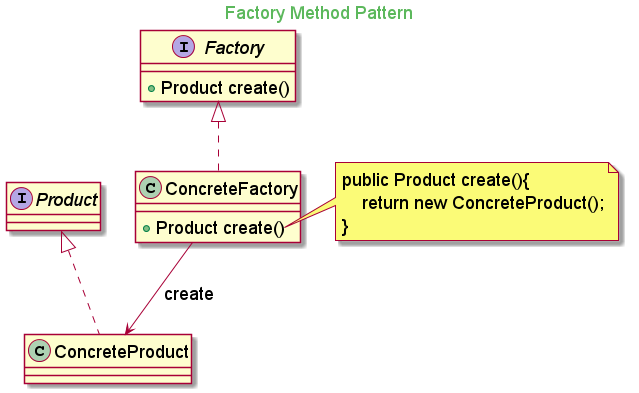 Factory Method Pattern
I Factory
Product create()
C ConcreteFactory
Product create()
public Product create(){
return new ConcreteProduct();
}
I Product
create
C ConcreteProduct